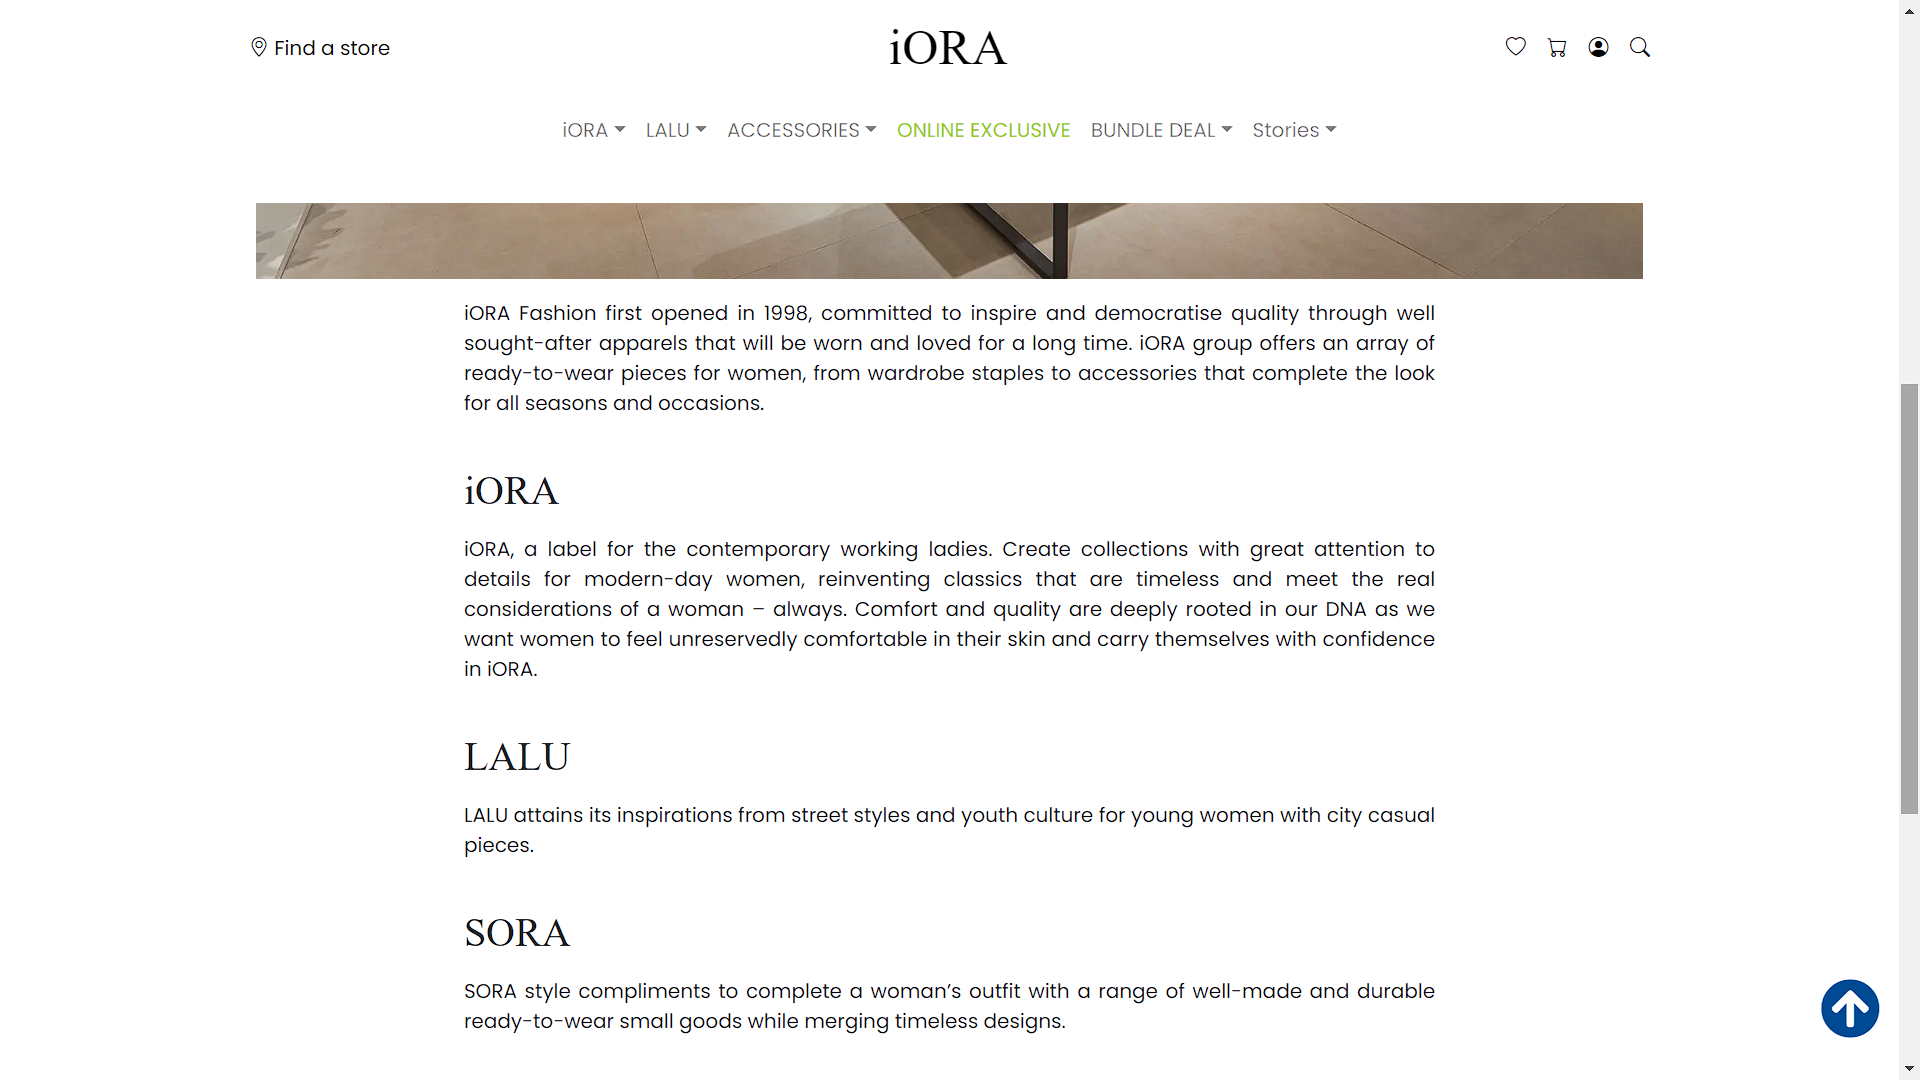 Find a store
iORA
iORA
LALU
ACCESSORIES
ONLINE EXCLUSIVE
BUNDLE DEAL
Stories
iORA Fashion first opened in 1998, committed to inspire and democratise quality through well
sought-after apparels that will be worn and loved for a long time. iORA group offers an array of
ready-to-wear pieces for women, from wardrobe staples to accessories that complete the look
for all seasons and occasions.
iORA
iORA, a label for the contemporary working ladies. Create collections with great attention to
details for modern-day women, reinventing classics that are timeless and meet the real
considerations of a woman – always. Comfort and quality are deeply rooted in our DNA as we
want women to feel unreservedly comfortable in their skin and carry themselves with confidence
in iORA.
LALU
LALU attains its inspirations from street styles and youth culture for young women with city casual
pieces.
SORA
SORA style compliments to complete a woman’s outfit with a range of well-made and durable
ready-to-wear small goods while merging timeless designs.